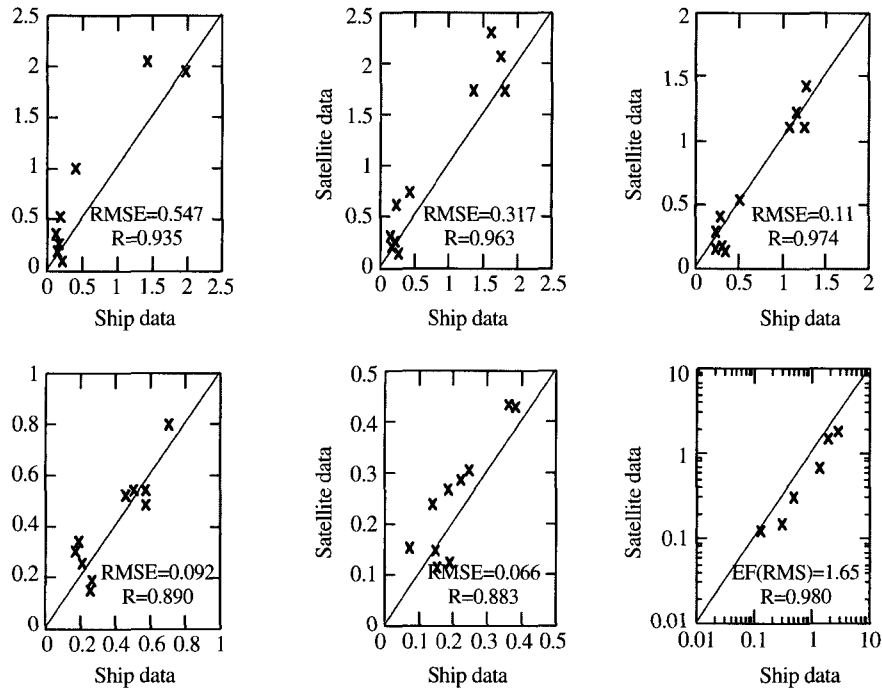 2.5
2
1.5
1
0.5
0
RMSE=0.547
R=0.935
0 0.5 1 1.5 2 2.5
Ship data
Satellite data
2.5
2
1.5
1
0.5
0
RMSE=0.317
R=0.963
0 0.5 1 1.5 2 2.5
Ship data
Satellite data
2
1.5
1
0.5
0
RMSE=0.11
R=0.974
0 0.5 1 1.5 2
Ship data
1
0.8
0.6
0.4
0.2
0
RMSE=0.092
R=0.890
0 0.2 0.4 0.6 0.8 1
Ship data
Satellite data
0.5
0.4
0.3
0.2
0.1
0
RMSE=0.066
R=0.883
0 0.1 0.2 0.3 0.4 0.5
Ship data
Satellite data
10
1
0.1
0.01
EF(RMS)=1.65
R=0.980
0.01 0.1 1 10
Ship data